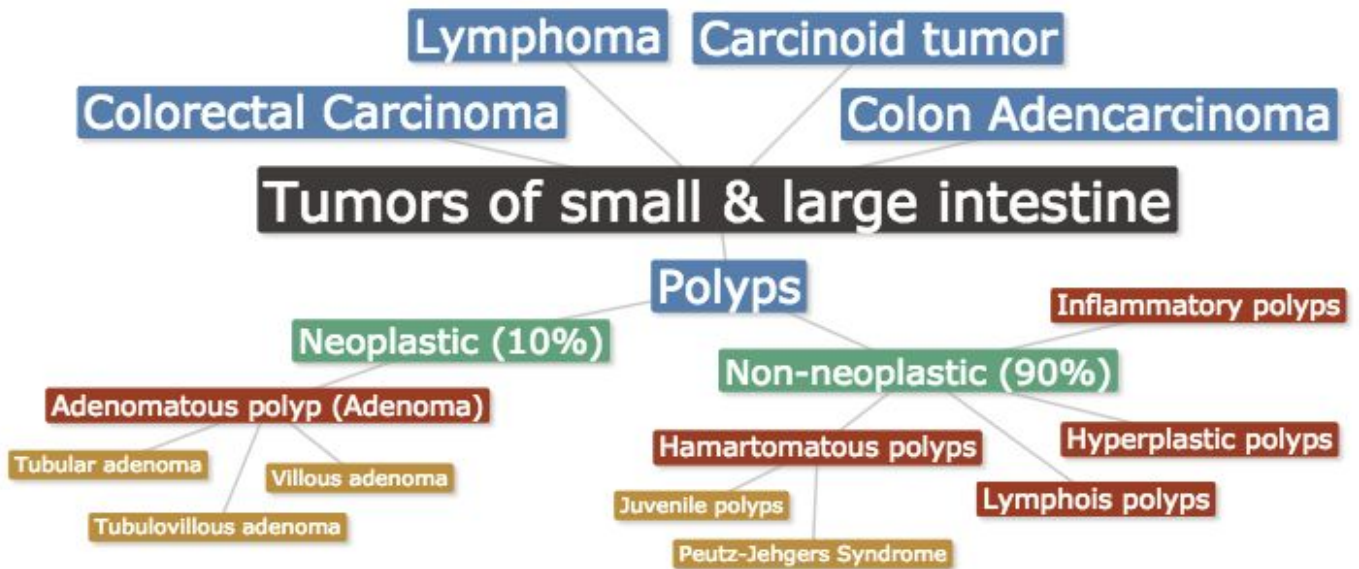 Lymphoma
Carcinoid tumor
Colorectal Carcinoma
Colon Adencarcinoma
Tumors of small & large intestine
Polyps
Inflammatory polyps
Neoplastic (10%)
Non-neoplastic (90%)
Adenomatous polyp (Adenoma)
Hamartomatous polyps
Hyperplastic polyps
Tubular adenoma
Villous adenoma
Juvenile polyps
Lymphois polyps
Tubulovillous adenoma
Peutz-Jehgers Syndrome